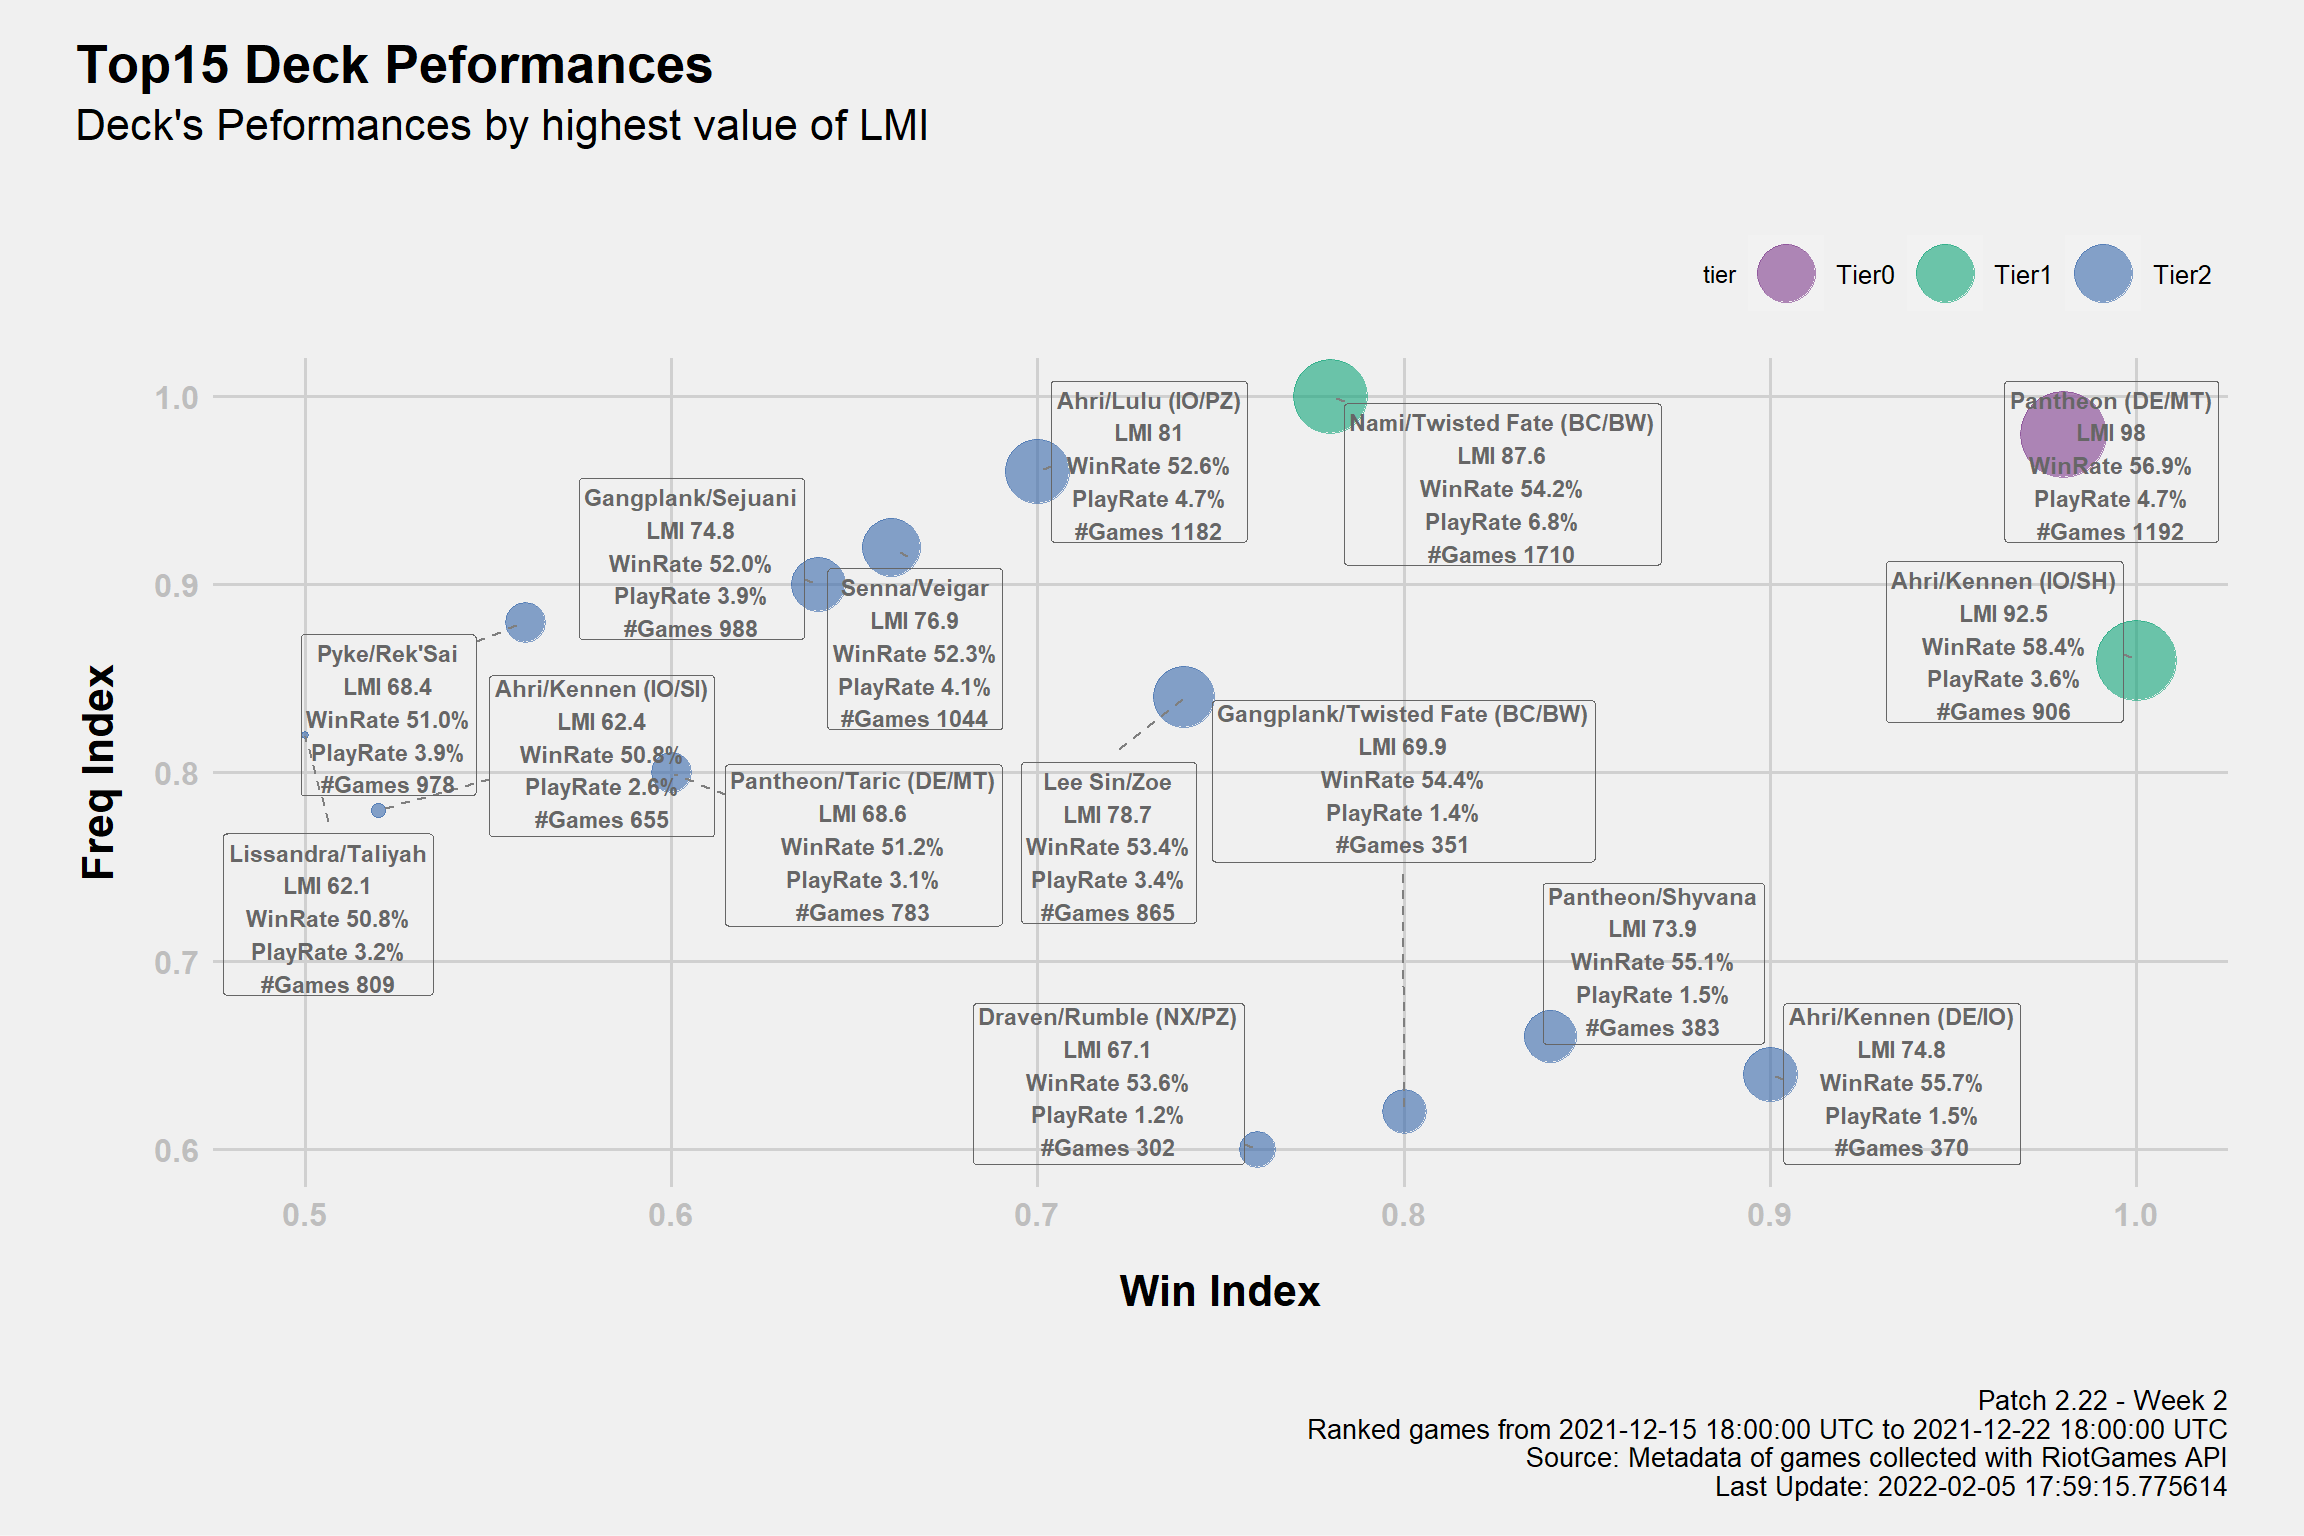 Top15 Deck Peformances
Deck's Peformances by highest value of LMI
tier Tier0 Tier1 Tier2
Freq Index
1.0
0.9
0.8
0.7
0.6
Ahri/Lulu (IO/PZ)
LMI 81
WinRate 52.6%
PlayRate 4.7%
#Games 1182
Nami/Twisted Fate (BC/BW)
LMI 87.6
WinRate 54.2%
PlayRate 6.8%
#Games 1710
Pantheon (DE/MT)
LMI 98
WinRate 56.9%
PlayRate 4.7%
#Games 1192
Gangplank/Sejuani
LMI 74.8
WinRate 52.0%
PlayRate 3.9%
#Games 988
Senna/Veigar
LMI 76.9
WinRate 52.3%
PlayRate 4.1%
#Games 1044
Ahri/Kennen (IO/SH)
LMI 92.5
WinRate 58.4%
PlayRate 3.6%
#Games 906
Pyke/Rek'Sai
LMI 68.4
WinRate 51.0%
PlayRate 3.9%
#Games 978
Ahri/Kennen (IO/SI)
LMI 62.4
WinRate 50.8%
PlayRate 2.6%
#Games 655
Pantheon/Taric (DE/MT)
LMI 68.6
WinRate 51.2%
PlayRate 3.1%
#Games 783
Lee Sin/Zoe
LMI 78.7
WinRate 53.4%
PlayRate 3.4%
#Games 865
Gangplank/Twisted Fate (BC/BW)
LMI 69.9
WinRate 54.4%
PlayRate 1.4%
#Games 351
Lissandra/Taliyah
LMI 62.1
WinRate 50.8%
PlayRate 3.2%
#Games 809
Pantheon/Shyvana
LMI 73.9
WinRate 55.1%
PlayRate 1.5%
#Games 383
Draven/Rumble (NX/PZ)
LMI 67.1
WinRate 53.6%
PlayRate 1.2%
#Games 302
Ahri/Kennen (DE/IO)
LMI 74.8
WinRate 55.7%
PlayRate 1.5%
#Games 370
0.5 0.6 0.7 0.8 0.9 1.0
Win Index
Patch 2.22 - Week 2
Ranked games from 2021-12-15 18:00:00 UTC to 2021-12-22 18:00:00 UTC
Source: Metadata of games collected with RiotGames API
Last Update: 2022-02-05 17:59:15.775614